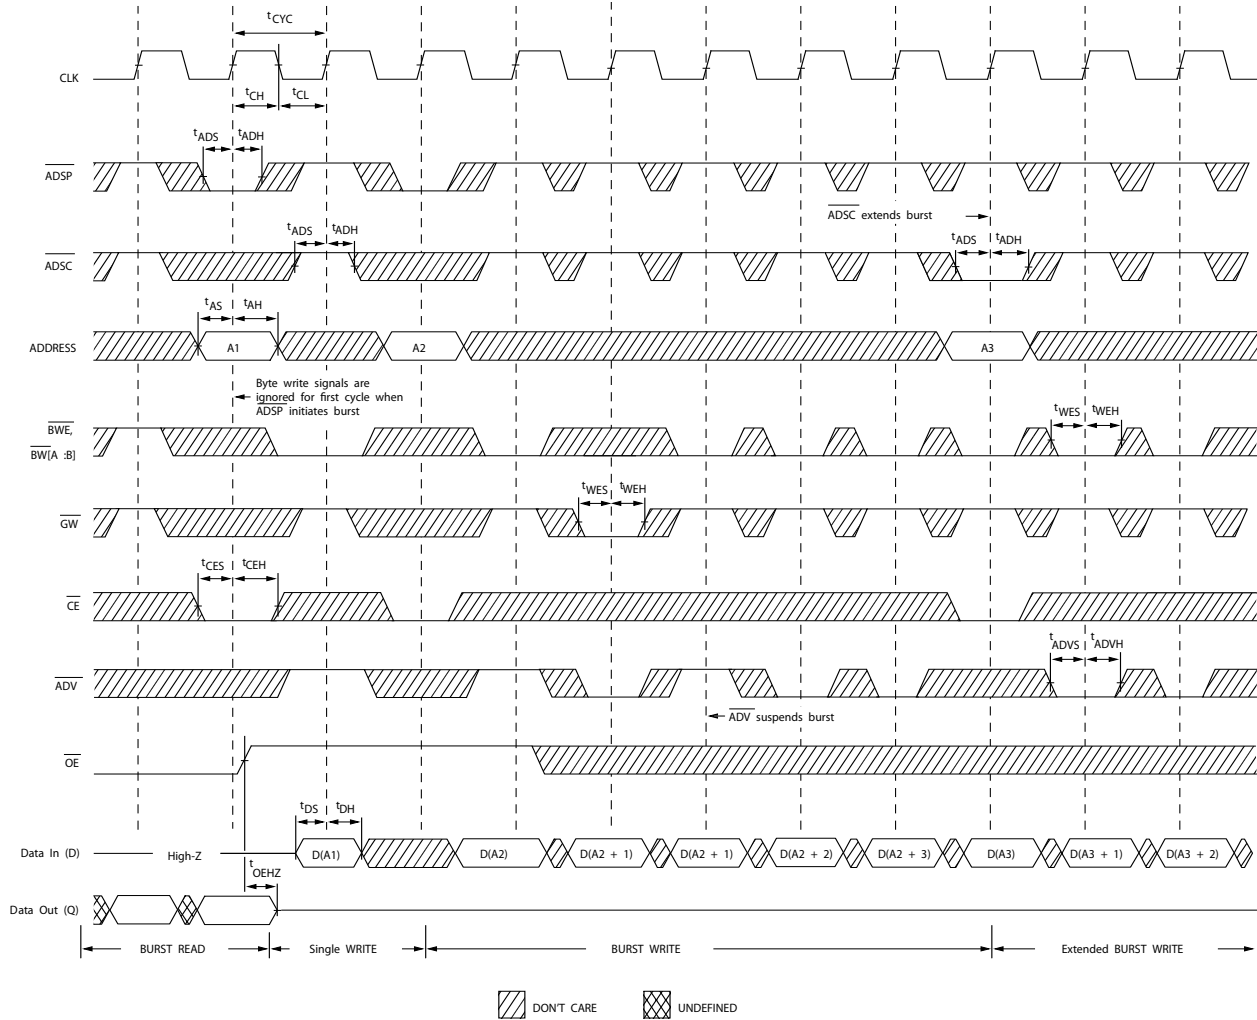 tCYC
CLK
tCH tCL
tADS tADH
ADSP
ADSC extends burst
tADS tADH
tADS tADH
ADSC
tAS tAH
ADDRESS
A1 A2 A3
Byte write signals are
ignored for first cycle when
ADSP initiates burst
tWES tWEH
BWE,
BW[A :B]
tWES tWEH
GW
tCES tCEH
CE
tADVS tADVH
ADV
ADV suspends burst
OE
tDS tDH
Data In (D) High-Z D(A1) D(A2) D(A2 + 1) D(A2 + 1) D(A2 + 2) D(A2 + 3) D(A3) D(A3 + 1) D(A3 + 2)
tOEHZ
Data Out (Q)
BURST READ Single WRITE BURST WRITE Extended BURST WRITE
DON'T CARE UNDEFINED